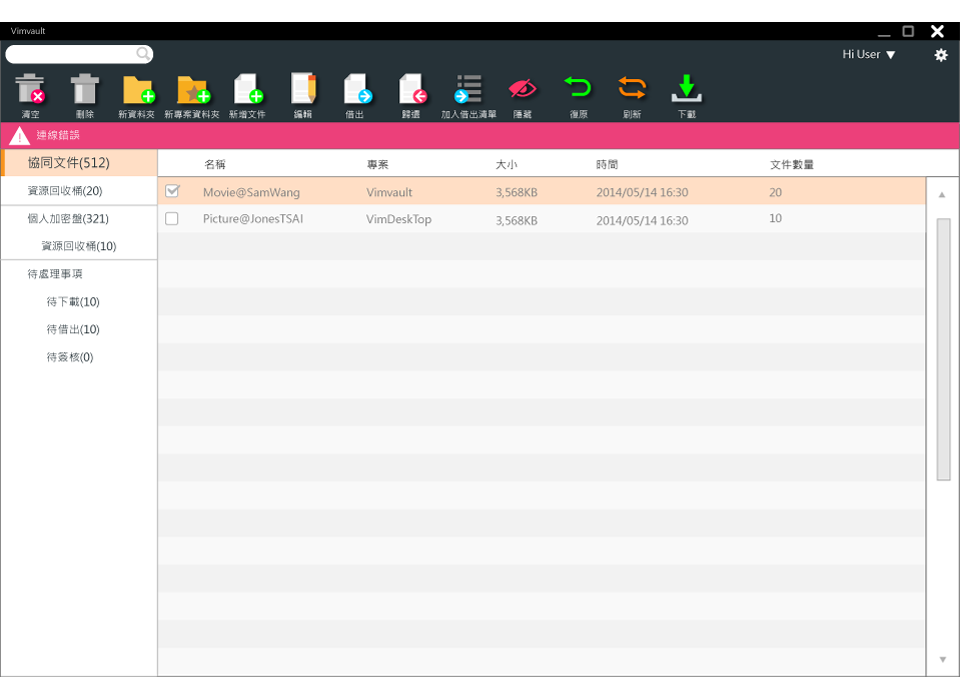 Vimvault
Hi User
清空 刪除 新資料夾 新專案資料夾 新增文件 編輯 借出 歸還 加入借出清單 隱藏 復原 刷新 下載
連線錯誤
協同文件(512)
資源回收桶(20)
個人加密盤(321)
資源回收桶(10)
待處理事項
待下載(10)
待借出(10)
待簽核(0)
名稱 專案 大小 時間 文件數量
Movie@SamWang Vimvault 3,568KB 2014/05/14 16:30 20
Picture@JonesTSAI VimDeskTop 3,568KB 2014/05/14 16:30 10